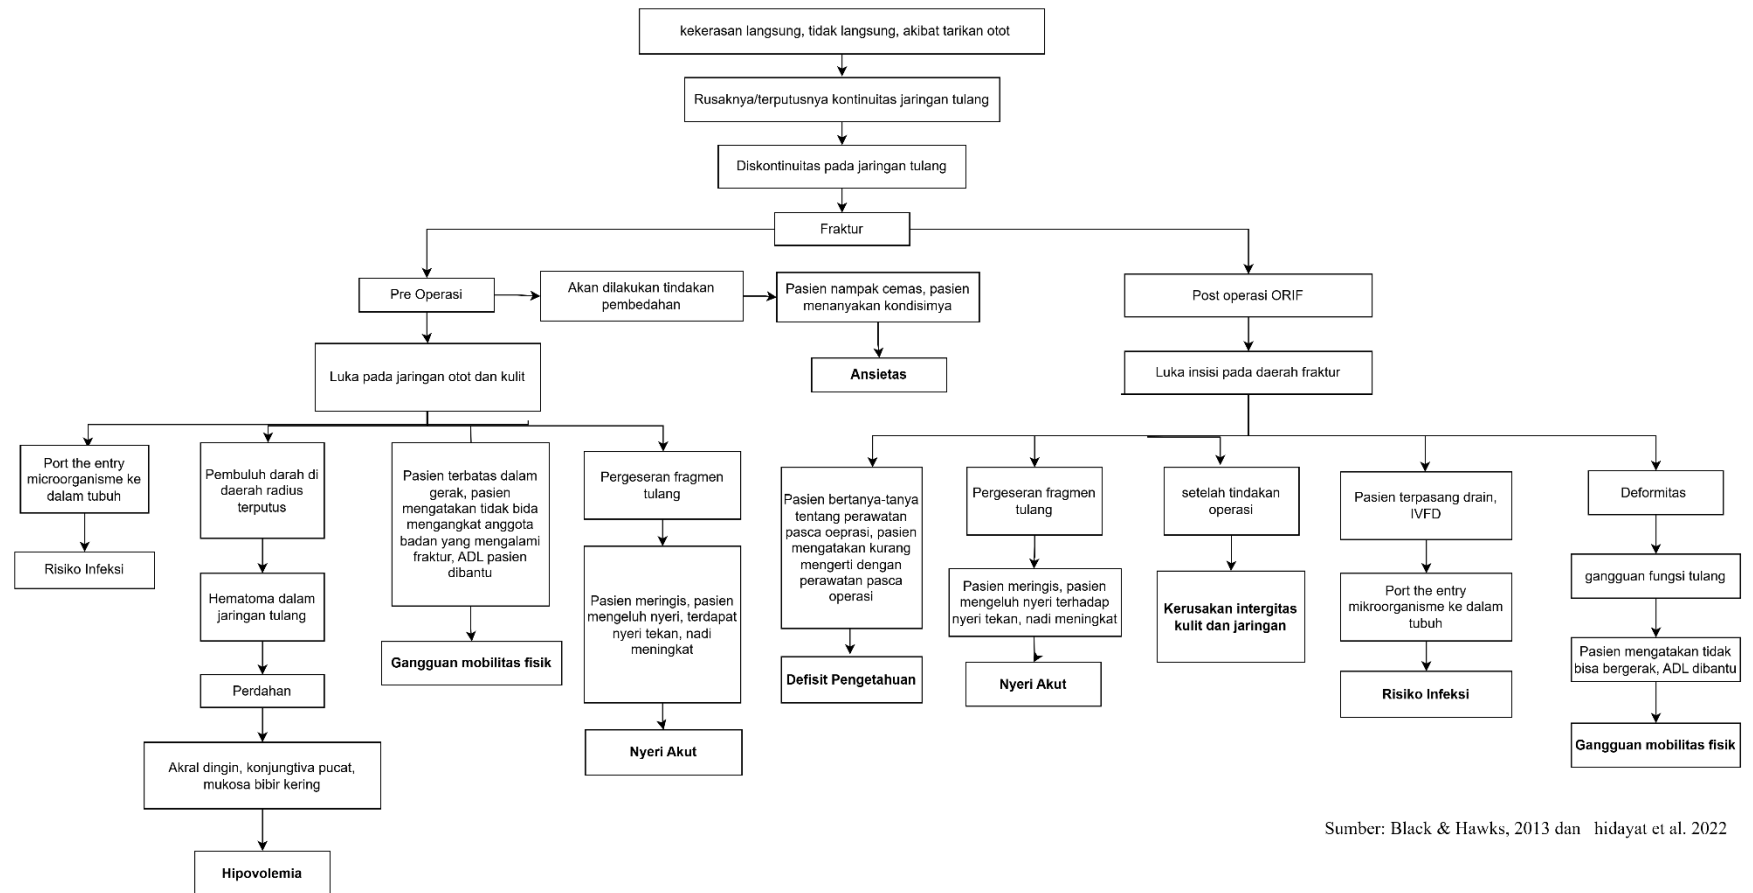 kekerasan langsung, tidak langsung, akibat tarikan otot
Rusaknya/terputusnya kontinuitas jaringan tulang
Diskontinuitas pada jaringan tulang
Fraktur
Pre Operasi
Akan dilakukan tindakan
pembedahan
Pasien nampak cemas, pasien
menanyakan kondisimya
Ansietas
Post operasi ORIF
Luka pada jaringan otot dan kulit
Luka insisi pada daerah fraktur
Port the entry
microorganisme ke
dalam tubuh
Risiko Infeksi
Pembuluh darah di
daerah radius
terputus
Hematoma dalam
jaringan tulang
Perdahan
Akral dingin, konjungtiva pucat,
mukosa bibir kering
Hipovolemia
Pasien terbatas dalam
gerak, pasien
mengatakan tidak bida
mengangkat anggota
badan yang mengalami
fraktur, ADL pasien
dibantu
Gangguan mobilitas fisik
Pergeseran fragmen
tulang
Pasien meringis, pasien
mengeluh nyeri, terdapat
nyeri tekan, nadi
meningkat
Nyeri Akut
Pasien bertanya-tanya
tentang perawatan
pasca oeprasi, pasien
mengatakan kurang
mengerti dengan
perawatan pasca
operasi
Defisit Pengetahuan
Pergeseran fragmen
tulang
Pasien meringis, pasien
mengeluh nyeri terhadap
nyeri tekan, nadi meningkat
Nyeri Akut
setelah tindakan
operasi
Kerusakan intergitas
kulit dan jaringan
Pasien terpasang drain,
IVFD
Port the entry
mikroorganisme ke dalam
tubuh
Risiko Infeksi
Deformitas
gangguan fungsi tulang
Pasien mengatakan tidak
bisa bergerak, ADL dibantu
Gangguan mobilitas fisik
Sumber: Black & Hawks, 2013 dan hidayat et al. 2022